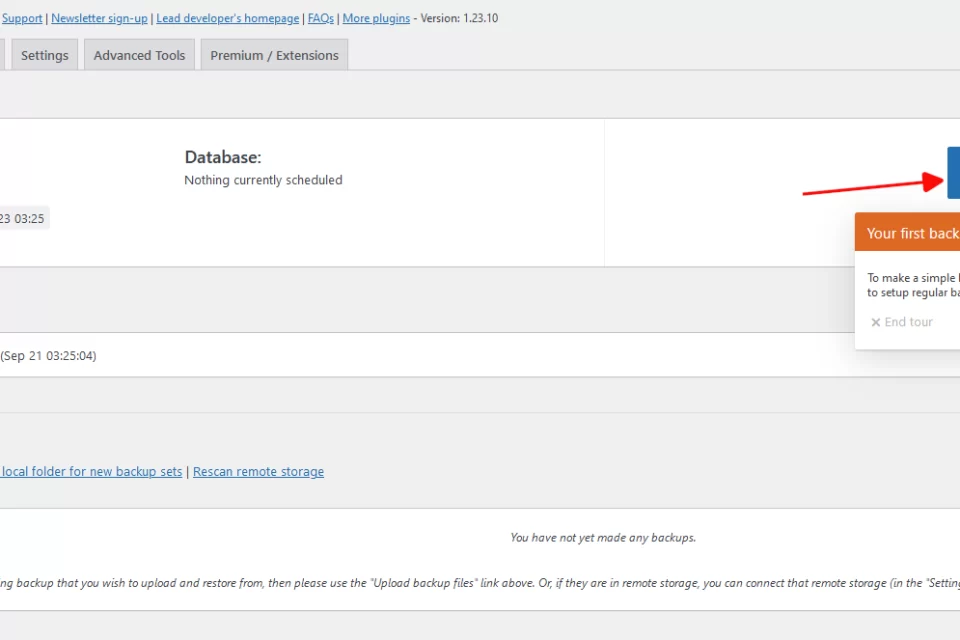 Support | Newsletter sign-up | Lead developer's homepage | FAQs | More plugins - Version: 1.23.10
Settings Advanced Tools Premium / Extensions
Database:
Nothing currently scheduled
23 03:25
Your first back
To make a simple
to setup regular ba
✕ End tour
(Sep 21 03:25:04)
local folder for new backup sets | Rescan remote storage
You have not yet made any backups.
ing backup that you wish to upload and restore from, then please use the "Upload backup files" link above. Or, if they are in remote storage, you can connect that remote storage (in the "Setting